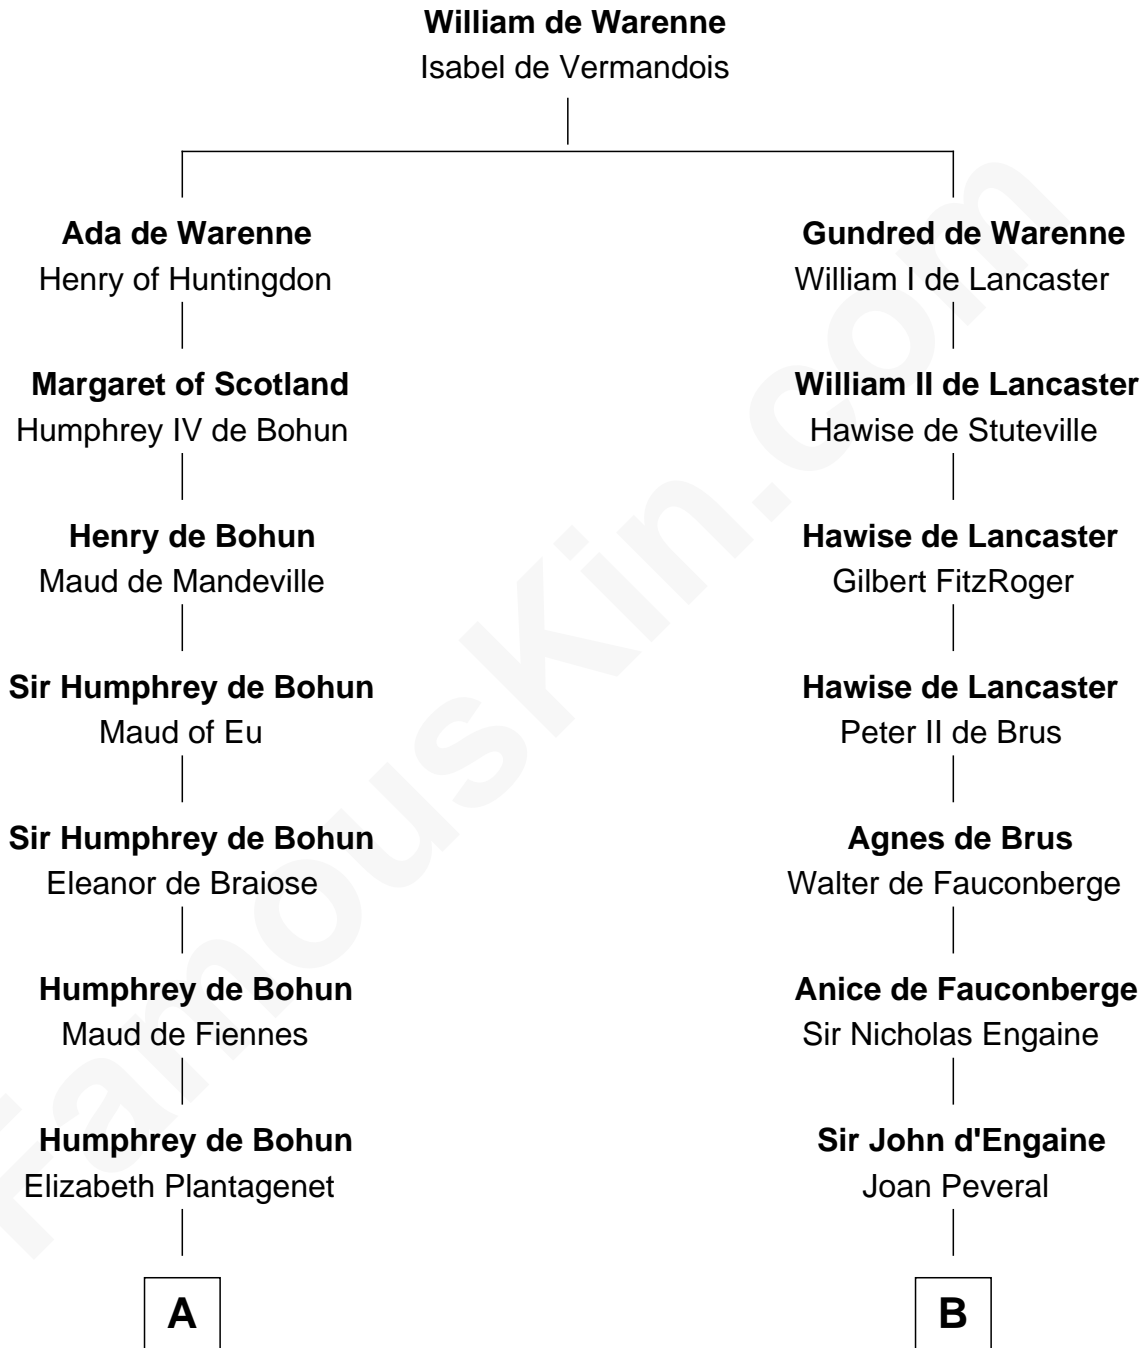 William de Warenne
Isabel de Vermandois
Ada de Warenne
Henry of Huntingdon
Margaret of Scotland
Humphrey IV de Bohun
Henry de Bohun
Maud de Mandeville
Sir Humphrey de Bohun
Maud of Eu
Sir Humphrey de Bohun
Eleanor de Braiose
Humphrey de Bohun
Maud de Fiennes
Humphrey de Bohun
Elizabeth Plantagenet
A
Gundred de Warenne
William I de Lancaster
William II de Lancaster
Hawise de Stuteville
Hawise de Lancaster
Gilbert FitzRoger
Hawise de Lancaster
Peter II de Brus
Agnes de Brus
Walter de Fauconberge
Anice de Fauconberge
Sir Nicholas Engaine
Sir John d'Engaine
Joan Peveral
B
FamousKin.com